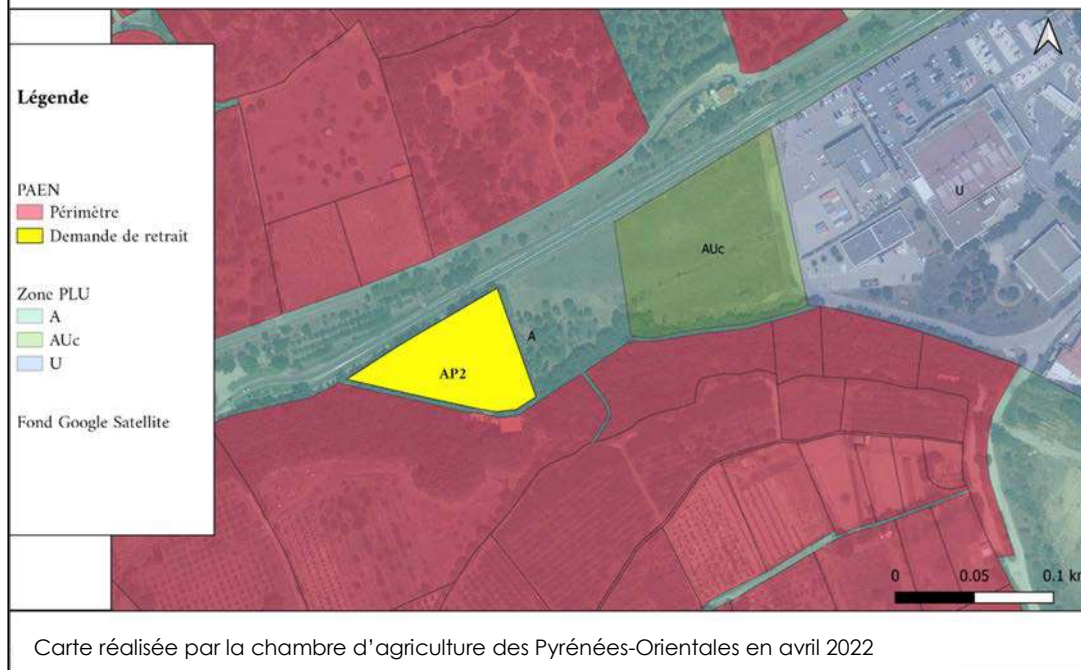 Légende
PAEN
Périmètre
Demande de retrait
Zone PLU
A
AUc
U
Fond Google Satellite
U
AUc
A
AP2
0 0.05 0.1 km
Carte réalisée par la chambre d'agriculture des Pyrénées-Orientales en avril 2022